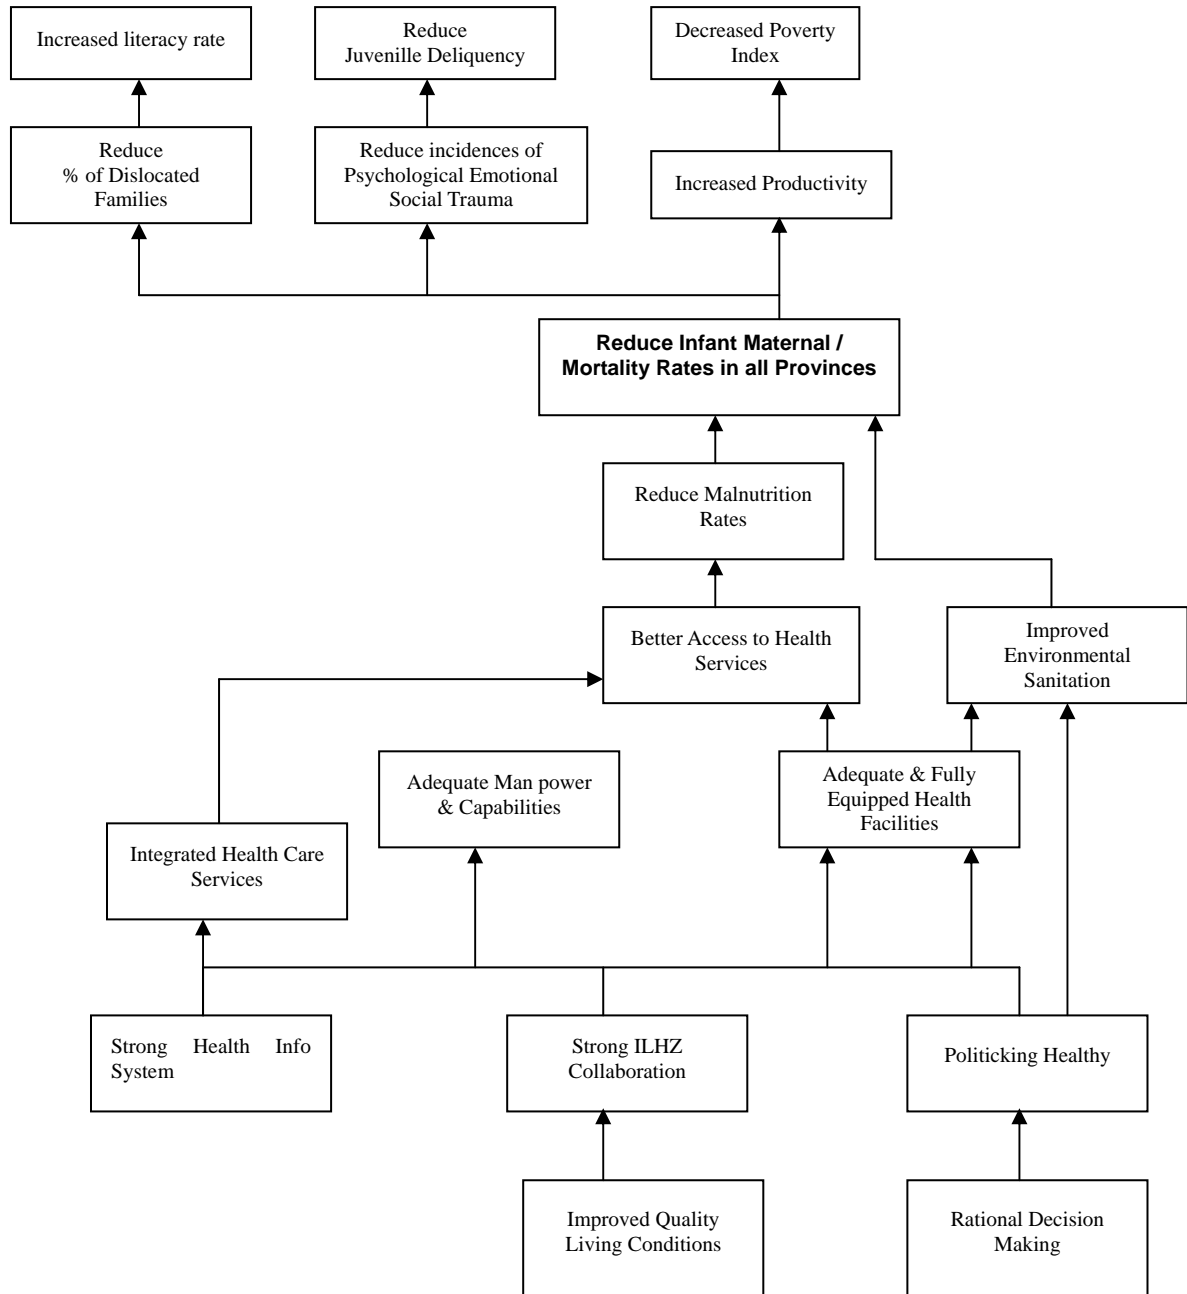 Increased literacy rate
Reduce
Juvenille Deliquency
Decreased Poverty
Index
Reduce
% of Dislocated
Families
Reduce incidences of
Psychological Emotional
Social Trauma
Increased Productivity
Reduce Infant Maternal /
Mortality Rates in all Provinces
Reduce Malnutrition
Rates
Better Access to Health
Services
Improved
Environmental
Sanitation
Adequate Man power
& Capabilities
Adequate & Fully
Equipped Health
Facilities
Integrated Health Care
Services
Strong Health Info
System
Strong ILHZ
Collaboration
Politicking Healthy
Improved Quality
Living Conditions
Rational Decision
Making